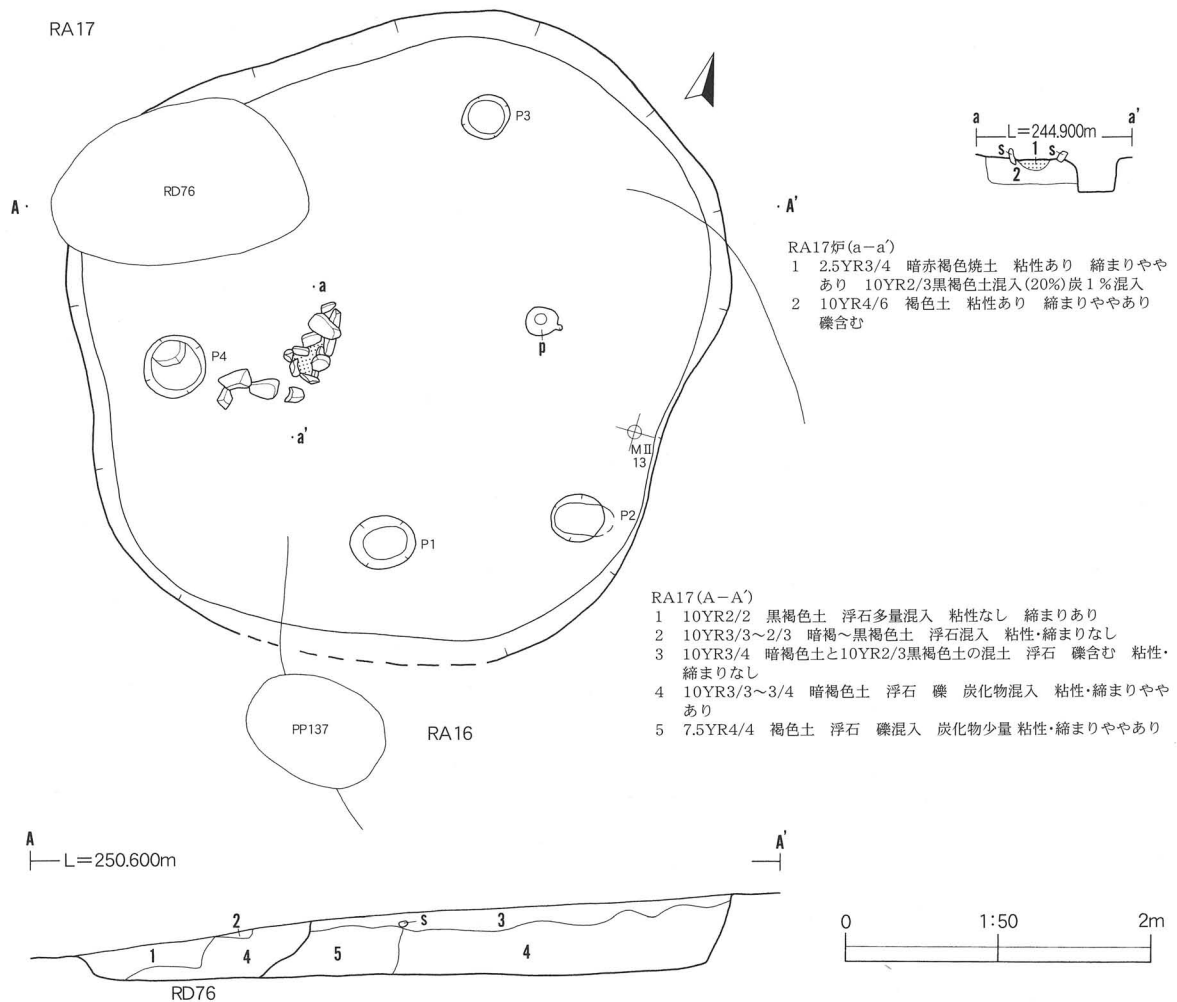 RA17
P3
RD76
A
A'
a
P4
a'
p
MⅡ
13
P2
P1
PP137
RA16
a
a'
L=244.900m
s
1
s
2
RA17炉(a-a´)
1 2.5YR3/4 暗赤褐色焼土 粘性あり 締まりやや
あり 10YR2/3黒褐色土混入(20%)炭1%混入
2 10YR4/6 褐色土 粘性あり 締まりややあり
礫含む
RA17(A-A´)
1 10YR2/2 黒褐色土 浮石多量混入 粘性なし 締まりあり
2 10YR3/3~2/3 暗褐~黒褐色土 浮石混入 粘性・締まりなし
3 10YR3/4 暗褐色土と10YR2/3黒褐色土の混土 浮石 礫含む 粘性・
締まりなし
4 10YR3/3~3/4 暗褐色土 浮石 礫 炭化物混入 粘性・締まりやや
あり
5 7.5YR4/4 褐色土 浮石 礫混入 炭化物少量 粘性・締まりややあり
A
L=250.600m
A'
2
s
3
1
4
5
4
RD76
0
1:50
2m